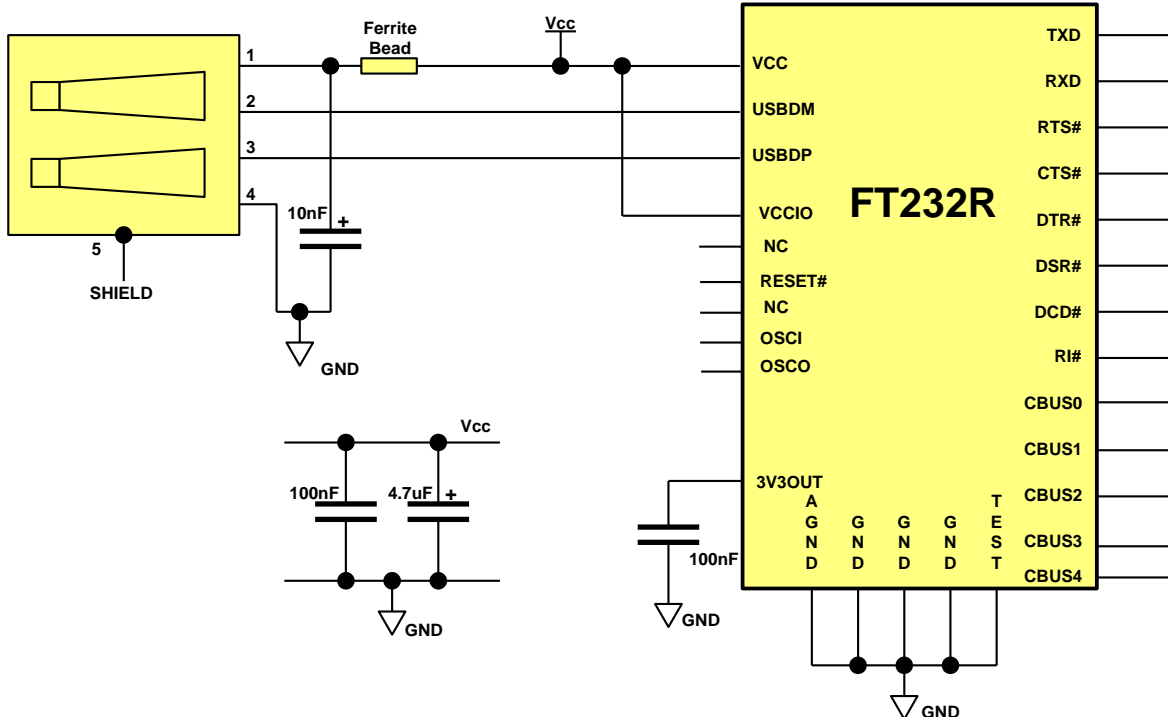 Ferrite
Bead
Vcc
1
2
3
4
5
SHIELD
10nF
+
GND
VCC
USBDM
USBDP
VCCIO
NC
RESET#
NC
OSCI
OSCO
3V3OUT
FT232R
TXD
RXD
RTS#
CTS#
DTR#
DSR#
DCD#
RI#
CBUS0
CBUS1
CBUS2
CBUS3
CBUS4
AGND
GND
GND
GND
TEST
Vcc
100nF
4.7uF
+
GND
100nF
GND
GND